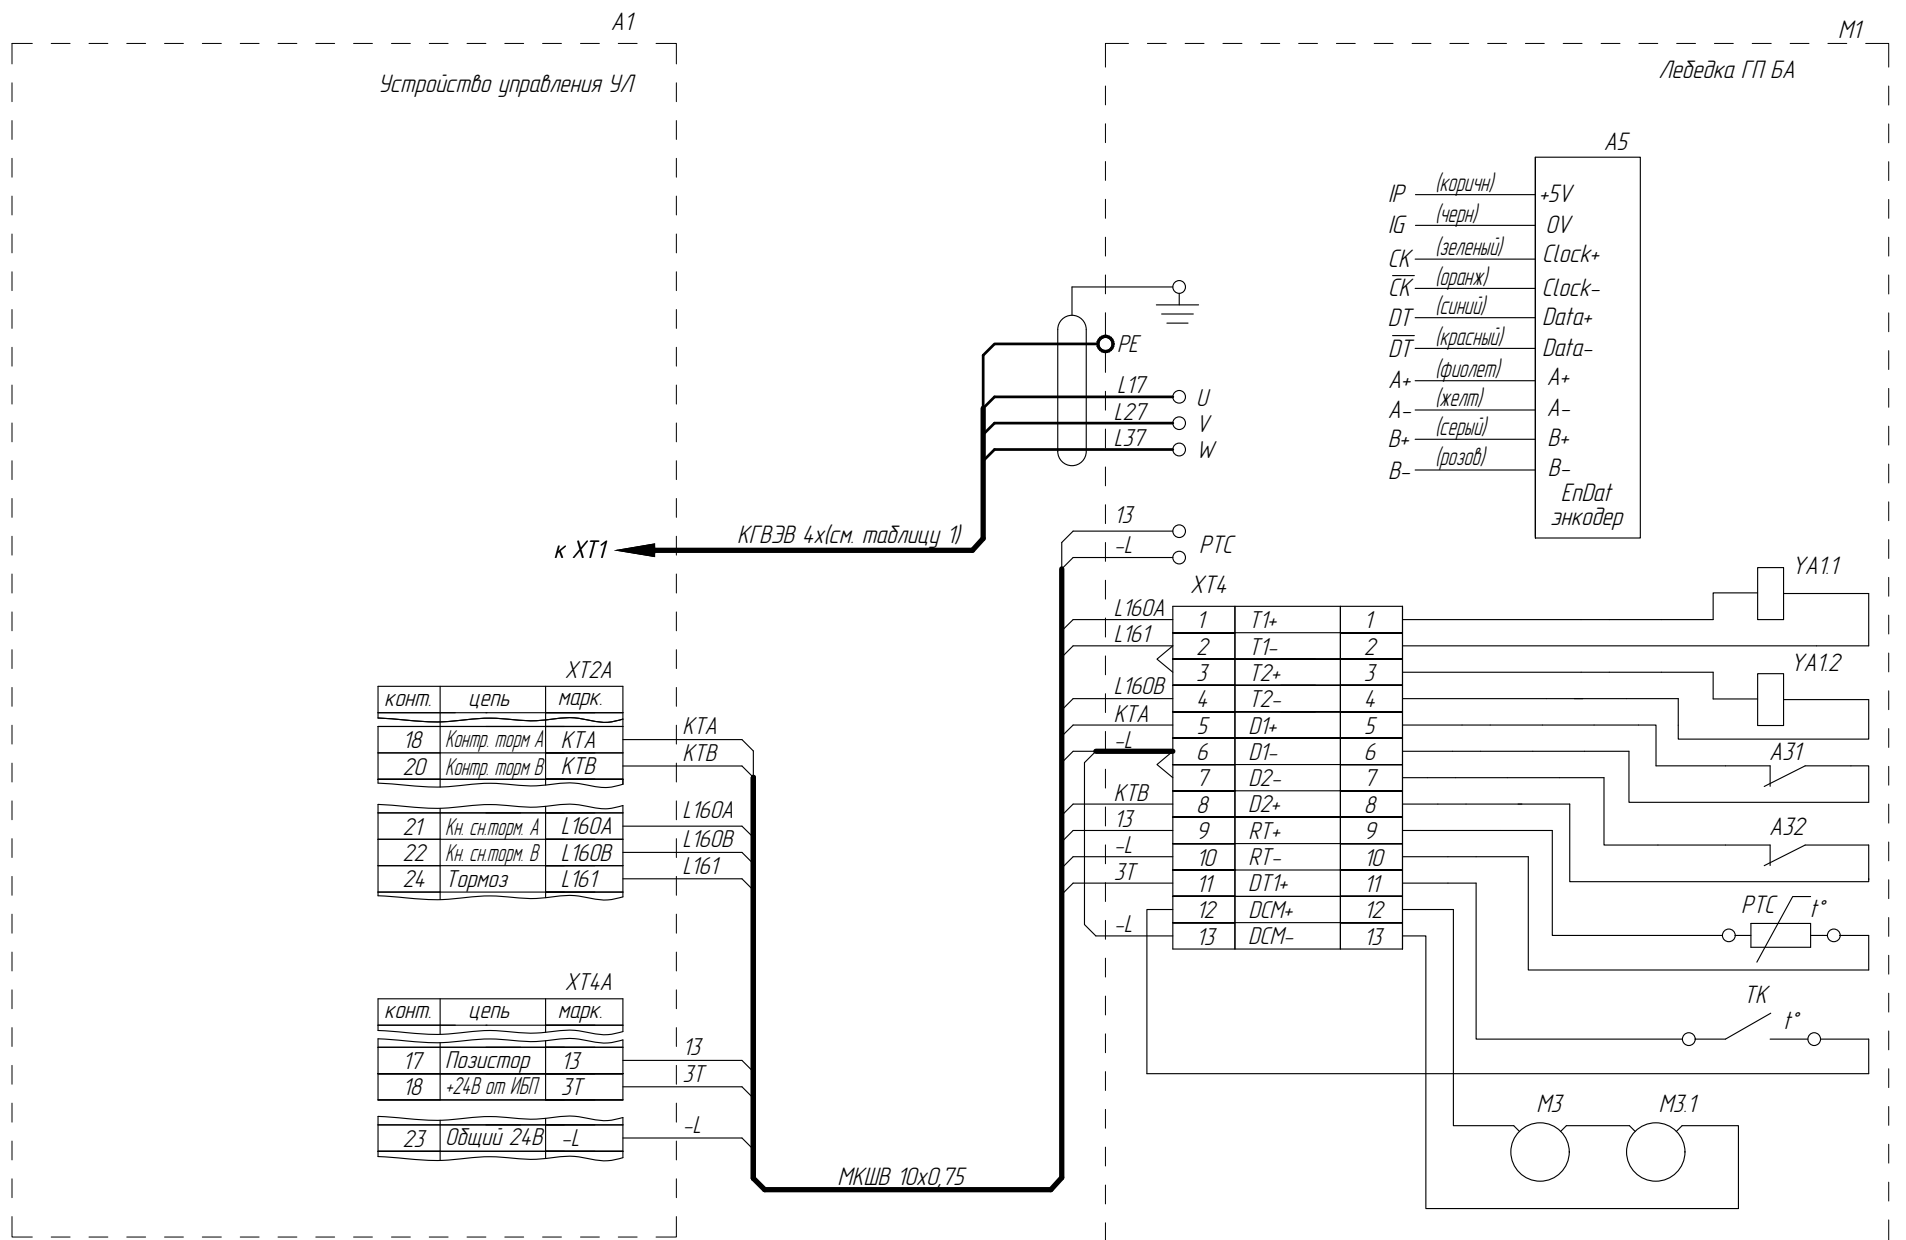 A1
Устройство управления УЛ
M1
Лебедка ГП БА
A5
IP (коричн) +5V
IG (черн) 0V
CK (зеленый) Clock+
C̅K̅ (оранж) Clock-
DT (синий) Data+
D̅T̅ (красный) Data-
A+ (фиолет) A+
A- (желт) A-
B+ (серый) B+
B- (розов) B-
EnDat
энкодер
PE
L17 U
L27 V
L37 W
к XT1
КГВЭВ 4х(см. таблицу 1)
13
-L
PTC
XT4
L160A 1 T1+ 1
L161 2 T1- 2
3 T2+ 3
L160B 4 T2- 4
KTA 5 D1+ 5
-L 6 D1- 6
7 D2- 7
KTB 8 D2+ 8
13 9 RT+ 9
-L 10 RT- 10
3T 11 DT1+ 11
12 DCM+ 12
-L 13 DCM- 13
YA1.1
YA1.2
A31
A32
PTC t°
TK
t°
M3
M3.1
XT2A
конт. цепь марк.
18 Контр. торм А KTA KTA
20 Контр. торм В KTB KTB
21 Кн. сн.торм. А L160A L160A
22 Кн. сн.торм. В L160B L160B
24 Тормоз L161 L161
XT4A
конт. цепь марк.
17 Позистор 13 13
18 +24В от ИБП 3T 3T
23 Общий 24В -L -L
МКШВ 10х0,75